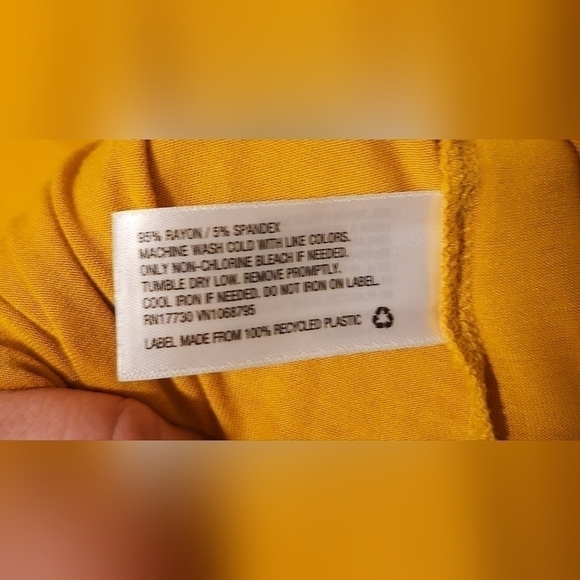 95% RAYON / 5% SPANDEX
MACHINE WASH COLD WITH LIKE COLORS.
ONLY NON-CHLORINE BLEACH IF NEEDED.
TUMBLE DRY LOW. REMOVE PROMPTLY.
COOL IRON IF NEEDED. DO NOT IRON ON LABEL.
RN17730 VN1068795
LABEL MADE FROM 100% RECYCLED PLASTIC